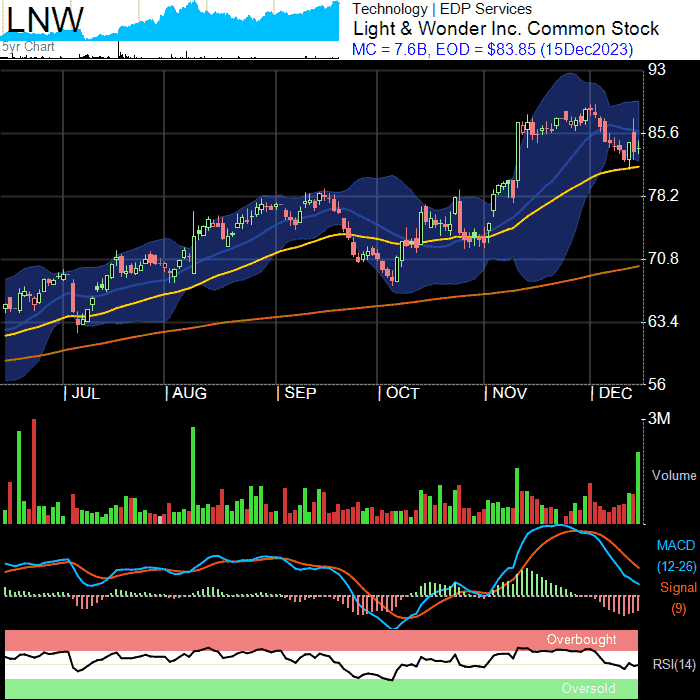 LNW
5yr Chart
Technology | EDP Services
Light & Wonder Inc. Common Stock
MC = 7.6B, EOD = $83.85 (15Dec2023)
93
85.6
78.2
70.8
63.4
56
| JUL | AUG | SEP | OCT | NOV | DEC
3M
Volume
MACD
(12-26)
Signal
(9)
Overbought
RSI(14)
Oversold